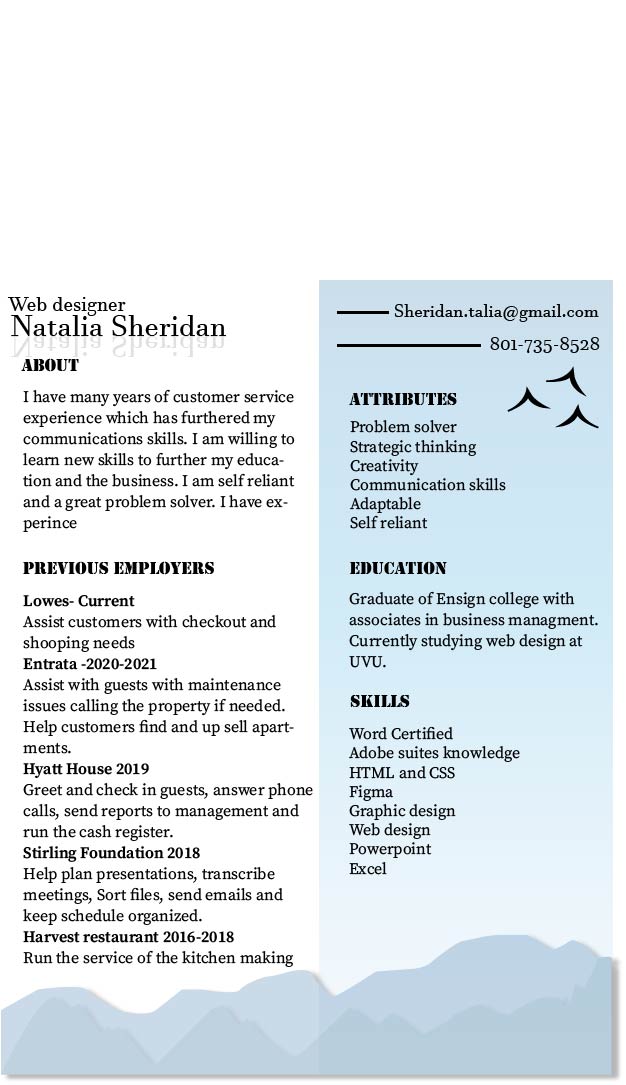 Web designer
Natalia Sheridan
ABOUT
I have many years of customer service
experience which has furthered my
communications skills. I am willing to
learn new skills to further my educa-
tion and the business. I am self reliant
and a great problem solver. I have ex-
perince
PREVIOUS EMPLOYERS
Lowes- Current
Assist customers with checkout and
shooping needs
Entrata -2020-2021
Assist with guests with maintenance
issues calling the property if needed.
Help customers find and up sell apart-
ments.
Hyatt House 2019
Greet and check in guests, answer phone
calls, send reports to management and
run the cash register.
Stirling Foundation 2018
Help plan presentations, transcribe
meetings, Sort files, send emails and
keep schedule organized.
Harvest restaurant 2016-2018
Run the service of the kitchen making
Sheridan.talia@gmail.com
801-735-8528
ATTRIBUTES
Problem solver
Strategic thinking
Creativity
Communication skills
Adaptable
Self reliant
EDUCATION
Graduate of Ensign college with
associates in business managment.
Currently studying web design at
UVU.
SKILLS
Word Certified
Adobe suites knowledge
HTML and CSS
Figma
Graphic design
Web design
Powerpoint
Excel